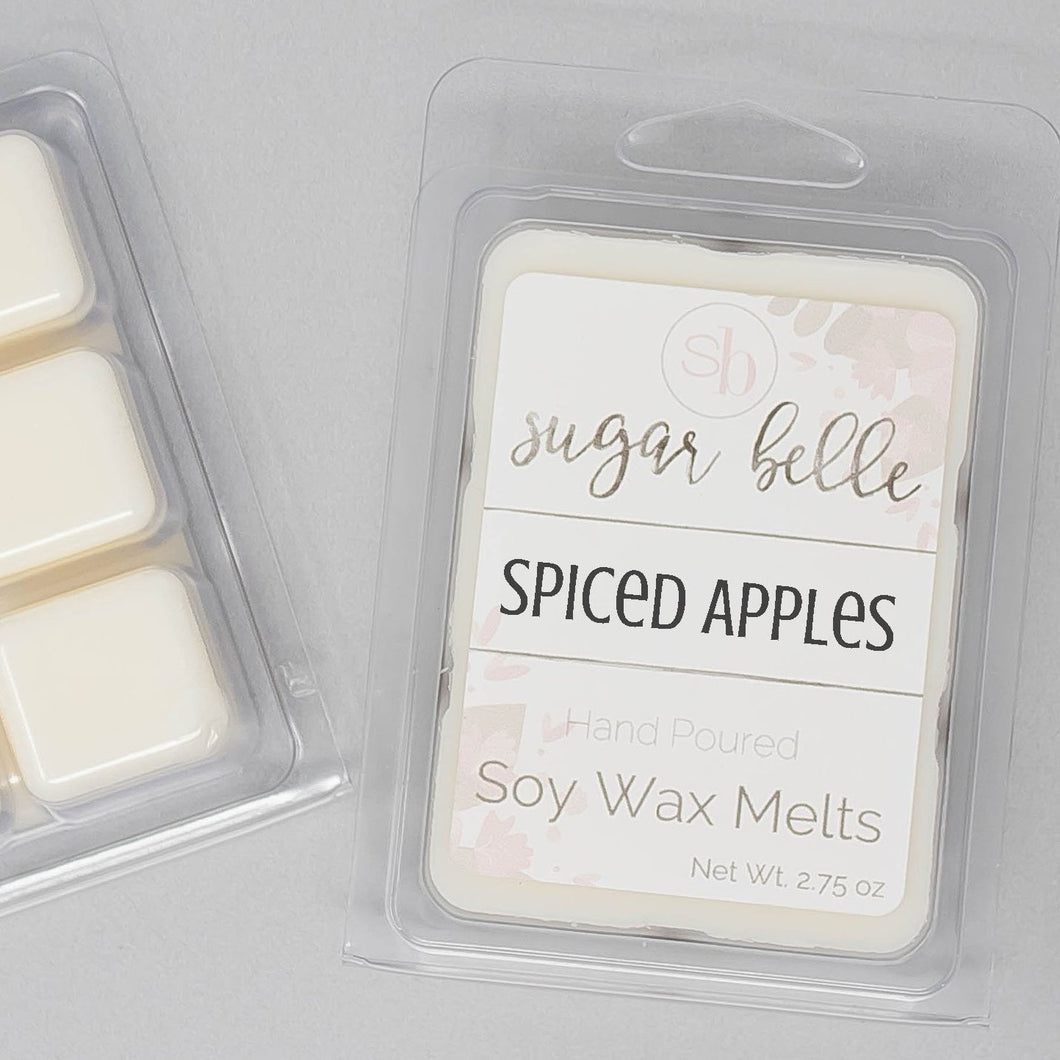 sb
sugar belle
SPICED APPLES
Hand Poured
Soy Wax Melts
Net Wt. 2.75 oz